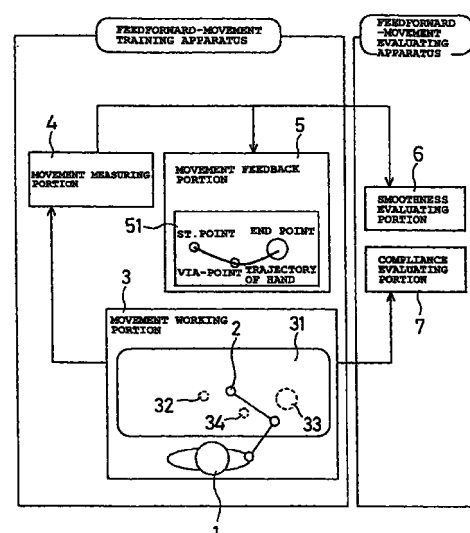 FEEDFORWARD-MOVEMENT
TRAINING APPARATUS
FEEDFORWARD
-MOVEMENT
EVALUATING
APPARATUS
4
MOVEMENT MEASURING
PORTION
5
MOVEMENT FEEDBACK
PORTION
51
ST.POINT
END POINT
VIA-POINT
TRAJECTORY
OF HAND
6
SMOOTHNESS
EVALUATING
PORTION
COMPLIANCE
EVALUATING
PORTION
7
3
MOVEMENT WORKING
PORTION
2
31
32
34
33
1